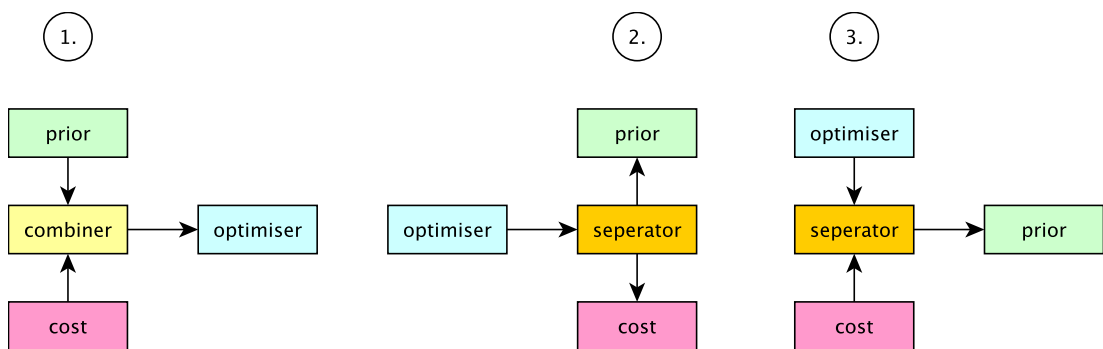 1.
prior
combiner
optimiser
cost
2.
prior
optimiser
seperator
cost
3.
optimiser
seperator
prior
cost